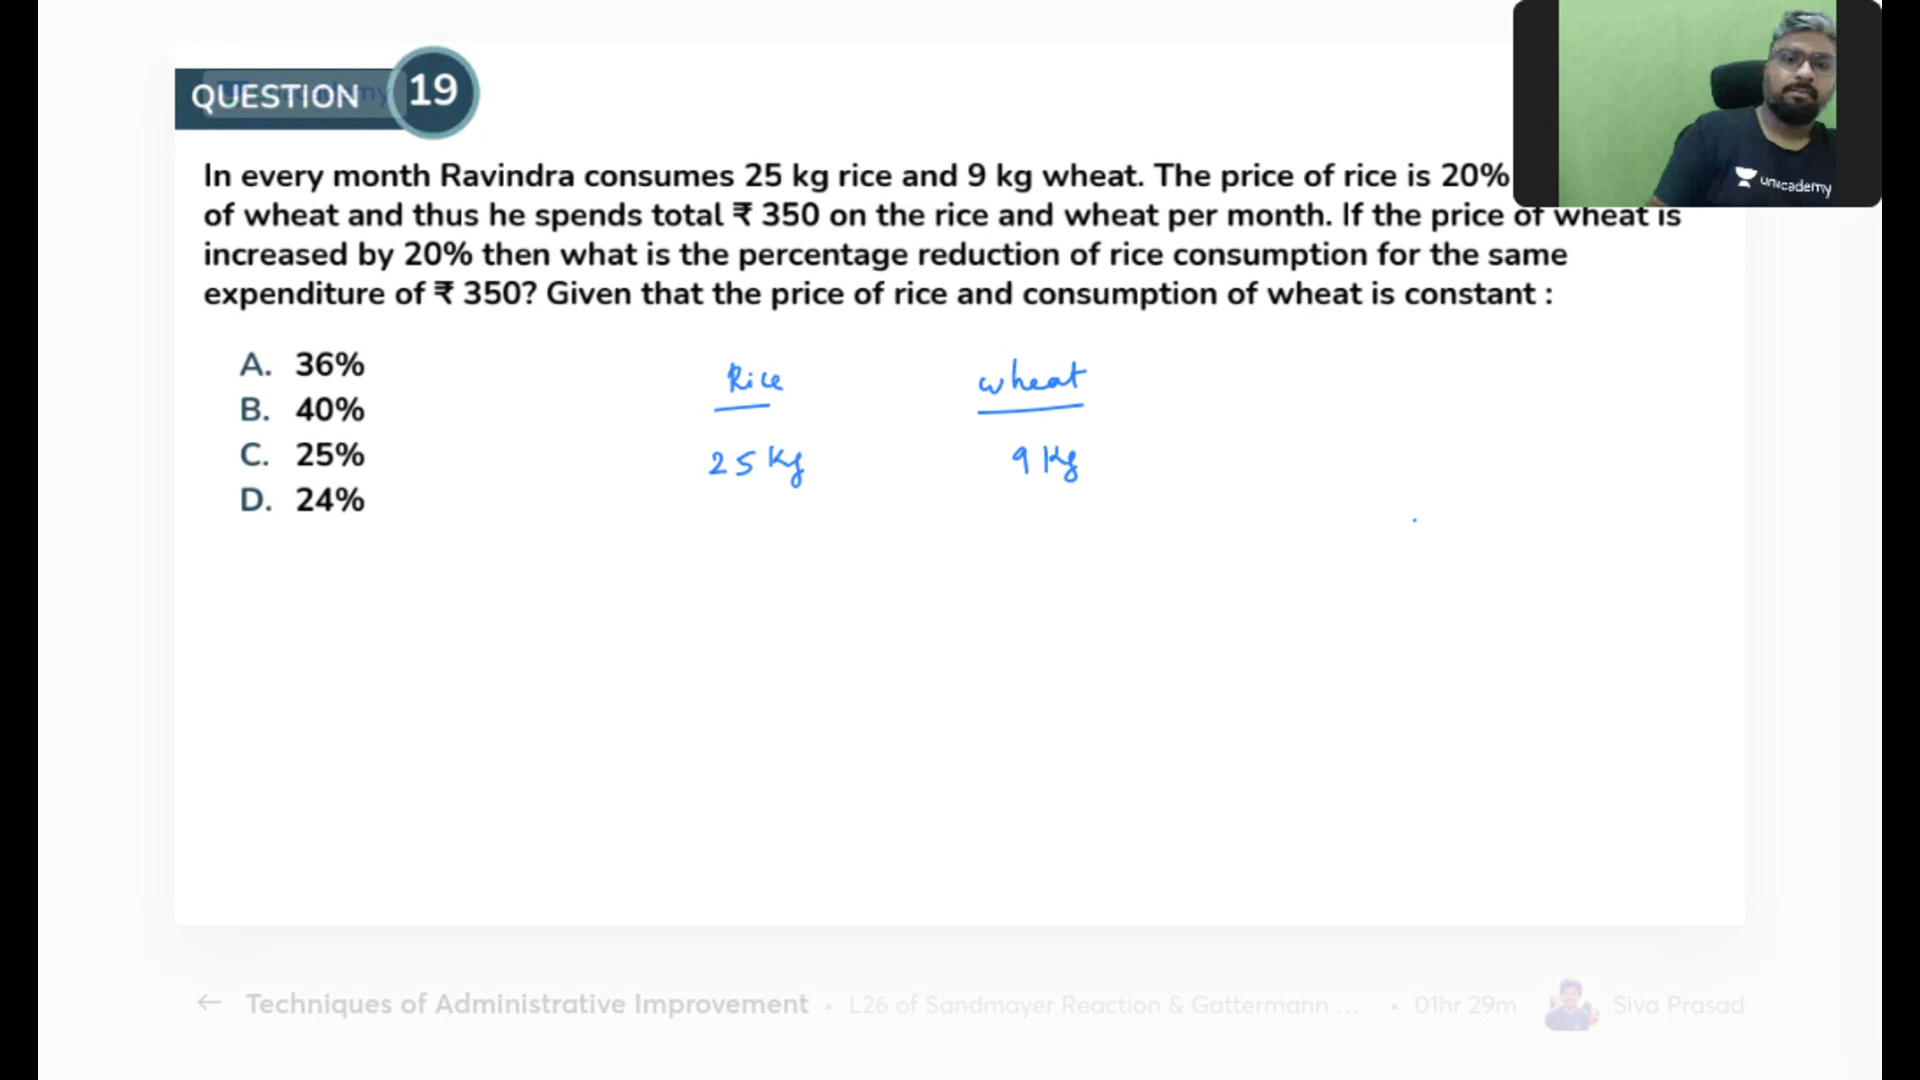 QUESTION 19
In every month Ravindra consumes 25 kg rice and 9 kg wheat. The price of rice is 20%
of wheat and thus he spends total ₹ 350 on the rice and wheat per month. If the price of wheat is
increased by 20% then what is the percentage reduction of rice consumption for the same
expenditure of ₹ 350? Given that the price of rice and consumption of wheat is constant :
A. 36%
B. 40%
C. 25%
D. 24%
Rice wheat
25 Kg 9 Kg
unacademy
← Techniques of Administrative Improvement • L26 of Sandmayer Reaction & Gattermann ... • 01hr 29m Siva Prasad